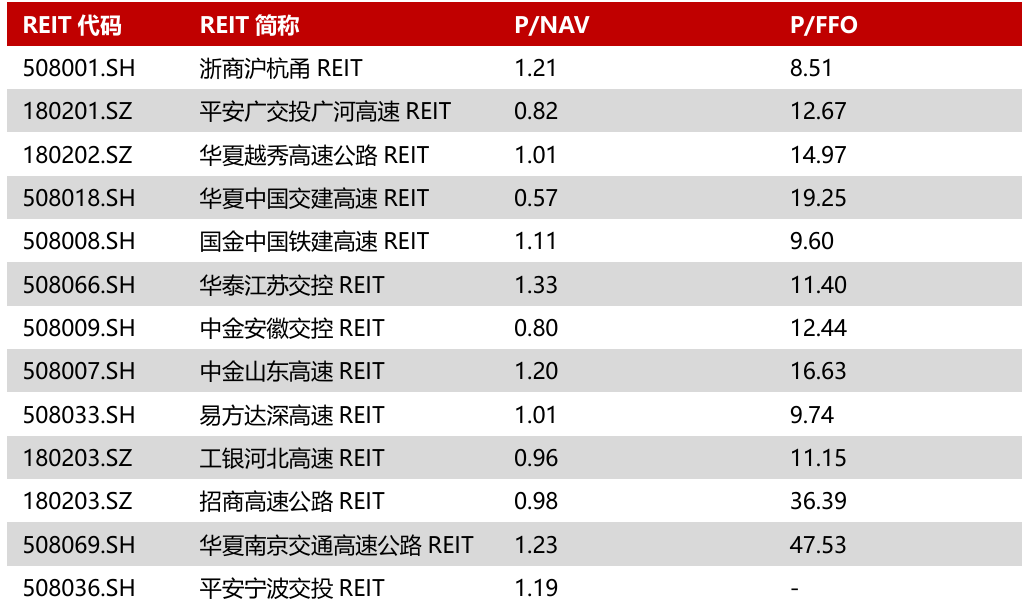 REIT 代码 REIT 简称 P/NAV P/FFO
508001.SH 浙商沪杭甬 REIT 1.21 8.51
180201.SZ 平安广交投广河高速 REIT 0.82 12.67
180202.SZ 华夏越秀高速公路 REIT 1.01 14.97
508018.SH 华夏中国交建高速 REIT 0.57 19.25
508008.SH 国金中国铁建高速 REIT 1.11 9.60
508066.SH 华泰江苏交控 REIT 1.33 11.40
508009.SH 中金安徽交控 REIT 0.80 12.44
508007.SH 中金山东高速 REIT 1.20 16.63
508033.SH 易方达深高速 REIT 1.01 9.74
180203.SZ 工银河北高速 REIT 0.96 11.15
180203.SZ 招商高速公路 REIT 0.98 36.39
508069.SH 华夏南京交通高速公路 REIT 1.23 47.53
508036.SH 平安宁波交投 REIT 1.19 -